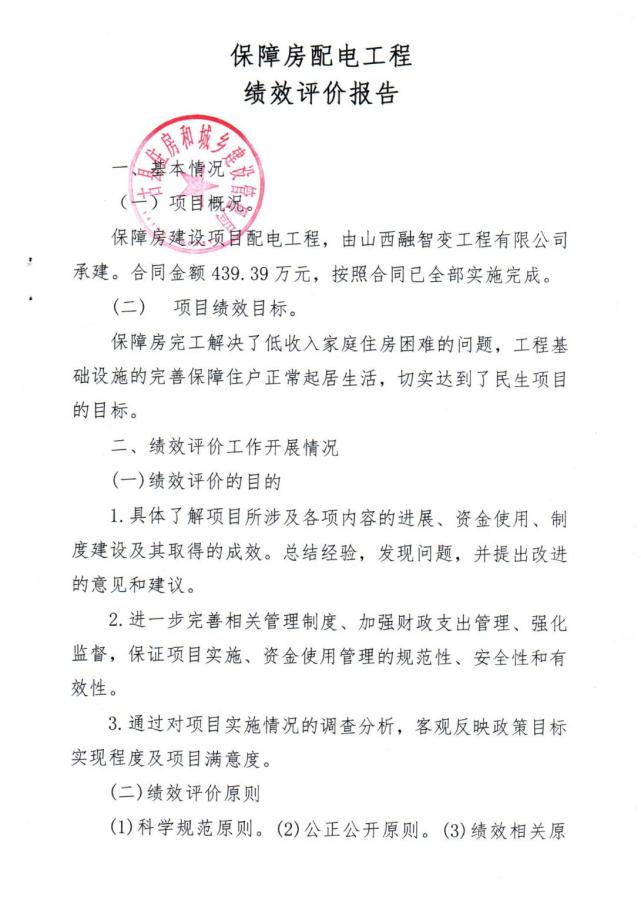 保障房配电工程
绩效评价报告
古县住房和城乡建设管理
一、基本情况
（一）项目概况。
保障房建设项目配电工程，由山西融智变工程有限公司
承建。合同金额 439.39 万元，按照合同已全部实施完成。
(二)　项目绩效目标。
保障房完工解决了低收入家庭住房困难的问题，工程基
础设施的完善保障住户正常起居生活，切实达到了民生项目
的目标。
二、绩效评价工作开展情况
(一)绩效评价的目的
1.具体了解项目所涉及各项内容的进展、资金使用、制
度建设及其取得的成效。总结经验，发现问题，并提出改进
的意见和建议。
2.进一步完善相关管理制度、加强财政支出管理、强化
监督，保证项目实施、资金使用管理的规范性、安全性和有
效性。
3.通过对项目实施情况的调查分析，客观反映政策目标
实现程度及项目满意度。
(二)绩效评价原则
(1)科学规范原则。(2)公正公开原则。(3)绩效相关原